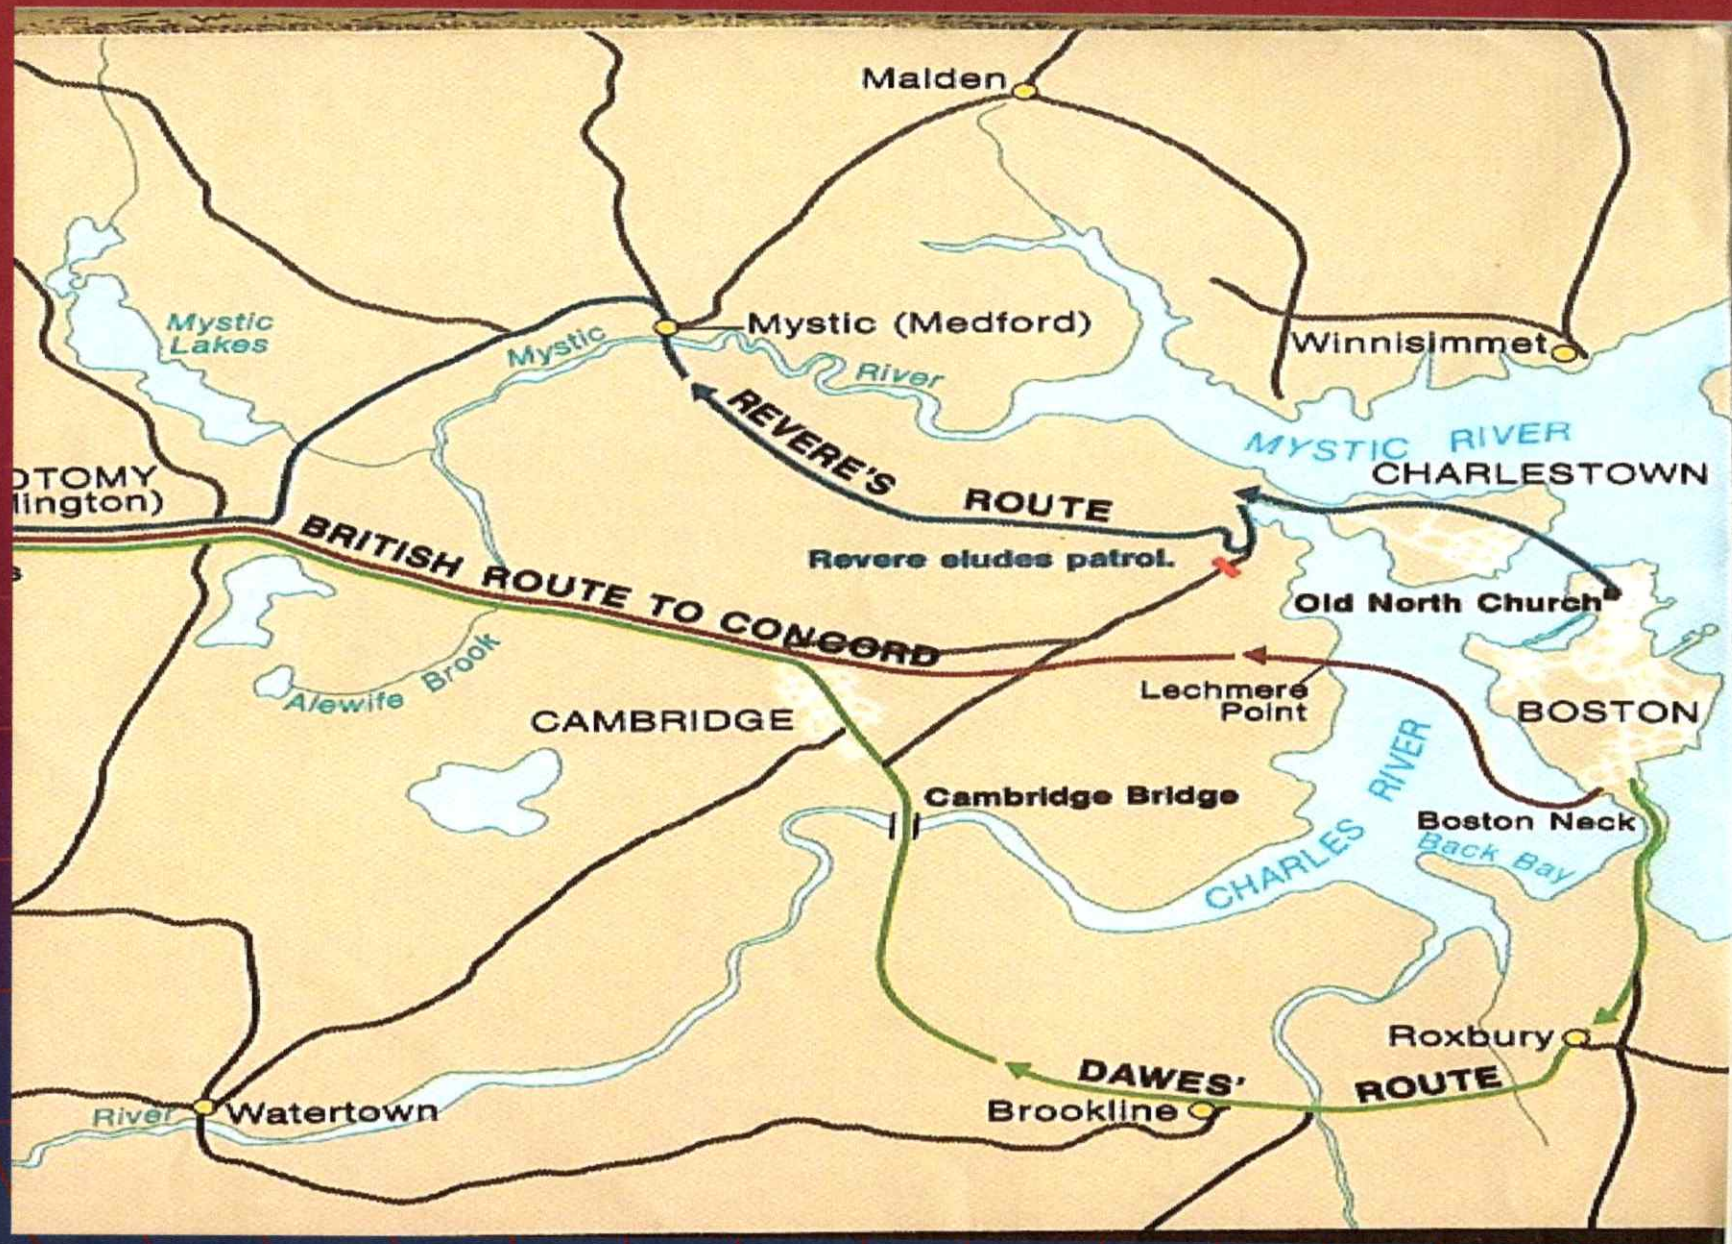 Malden
Mystic
Lakes
Mystic
Mystic (Medford)
River
Winnisimmet
MYSTIC RIVER
CHARLESTOWN
REVERE'S ROUTE
OTOMY
lington)
BRITISH ROUTE TO CONCORD
Revere eludes patrol.
s
Old North Church
Alewife Brook
Lechmere
Point
CAMBRIDGE
BOSTON
Cambridge Bridge
CHARLES RIVER
Boston Neck
Back Bay
Roxbury
DAWES' ROUTE
Brookline
River
Watertown